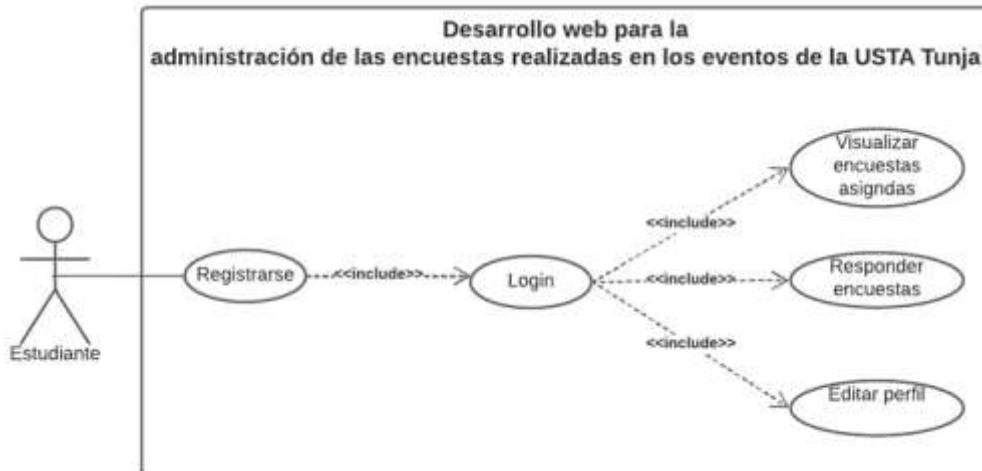 Desarrollo web para la
administración de las encuestas realizadas en los eventos de la USTA Tunja
Visualizar
encuestas
asigndas
<<include>>
Registrarse
<<include>>
Login
<<include>>
Responder
encuestas
<<include>>
Estudiante
Editar perfil